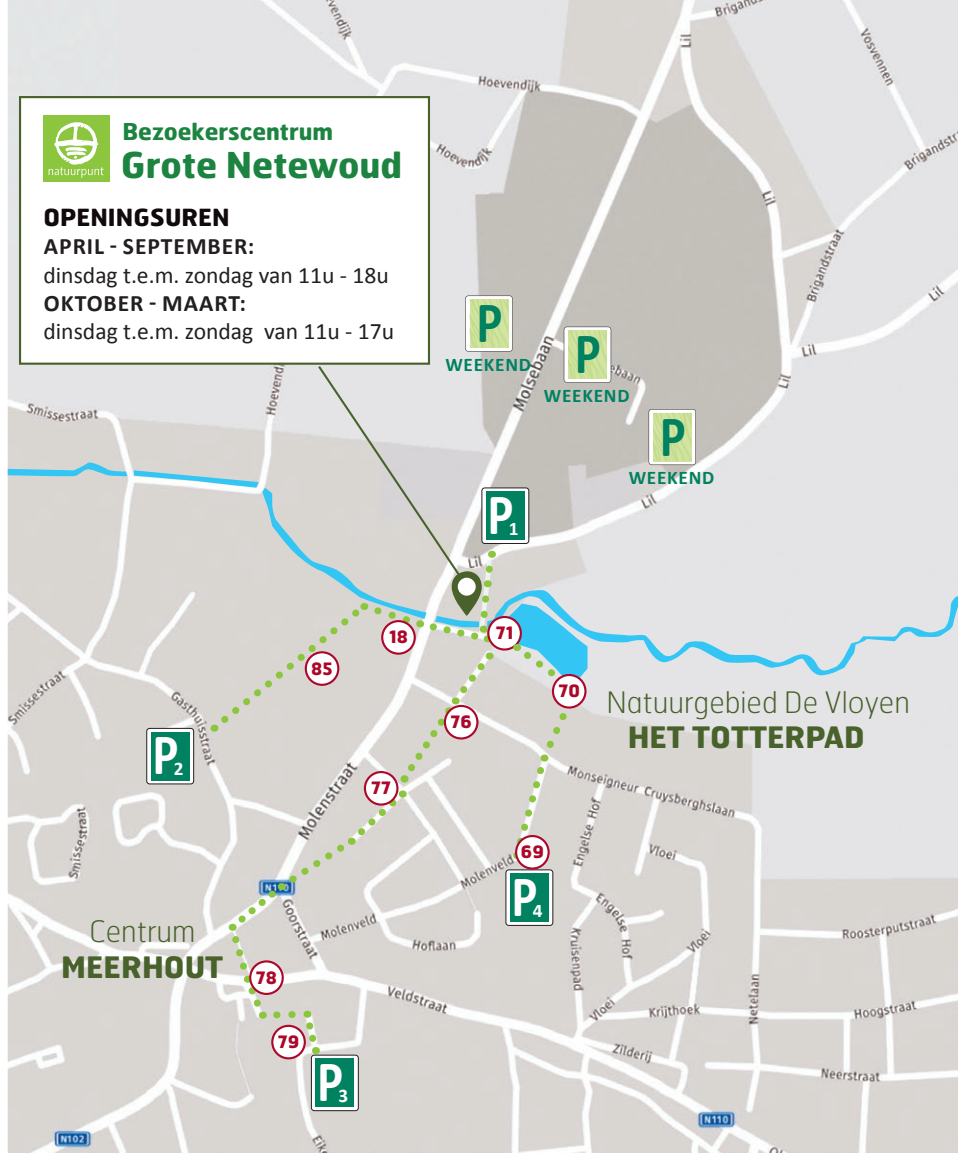 Brigands
Hoevendijk
Lil
Vosvennen
Hoevendijk
Bezoekerscentrum
Grote Netewoud
natuurpunt
OPENINGSUREN
APRIL - SEPTEMBER:
dinsdag t.e.m. zondag van 11u - 18u
OKTOBER - MAART:
dinsdag t.e.m. zondag van 11u - 17u
Hoevendijk
Brigandstr
Lil
Brigandstraat
Lil
P
WEEKEND
P
WEEKEND
Molsebaan
Lil
Lil
Smissestraat
P
WEEKEND
Lil
P1
Lil
71
18
85
70
Smissestraat
Gasthuisstraat
Natuurgebied De Vloyen
HET TOTTERPAD
76
P2
77
Molenstraat
Monseigneur Cruysberghslaan
Engelse Hof
Smissestraat
69
Vloei
Molenveld
P4
N110
Goorstraat
Molenveld
Hoflaan
Engelse Hof
Kruisenpad
Vloei
Roosterputstraat
Centrum
MEERHOUT
78
Veldstraat
Vloei
Krijthoek
Netelaan
Hoogstraat
79
Zilderij
Neerstraat
P3
N110
N102